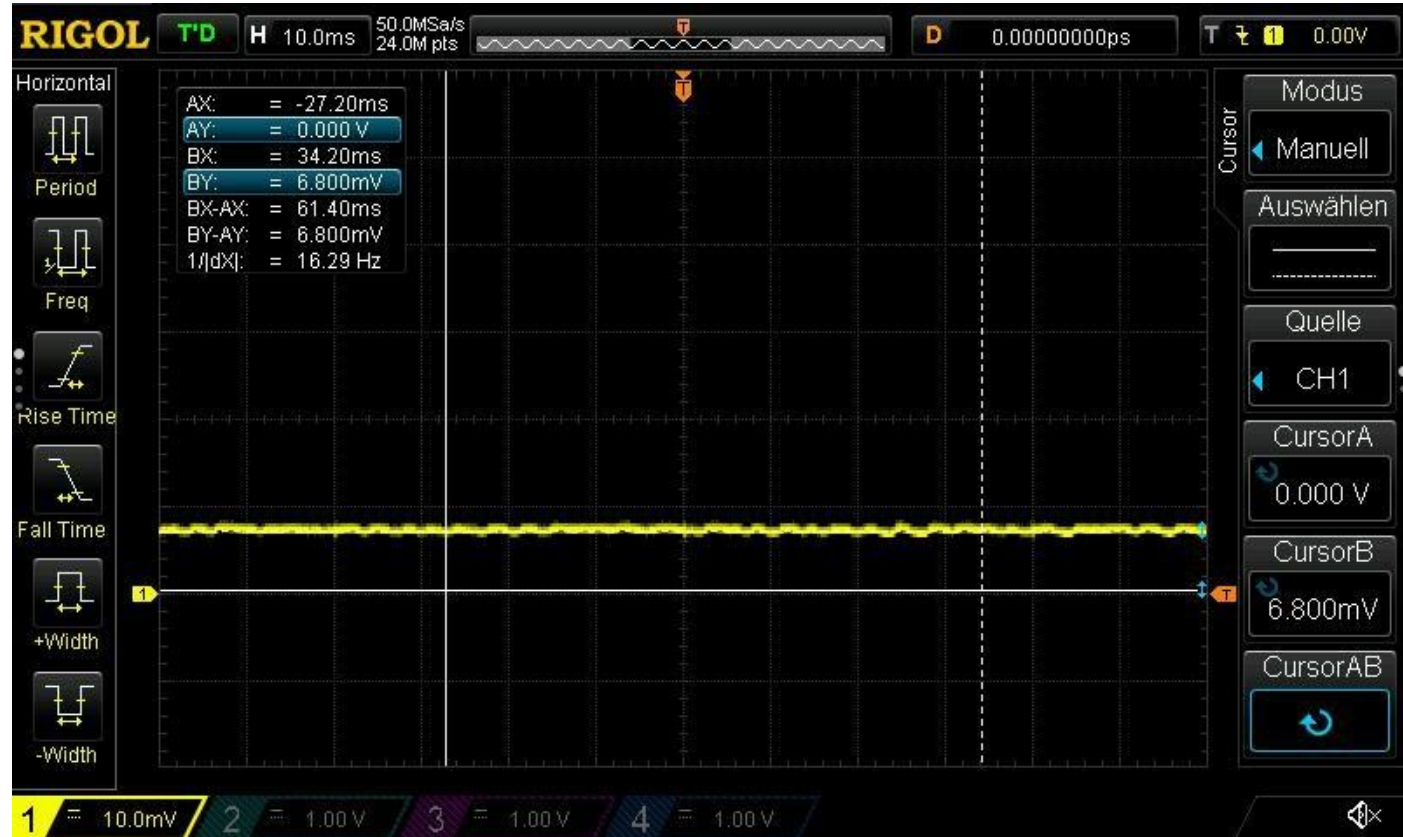 RIGOL T'D H 10.0ms 50.0MSa/s 24.0M pts D 0.00000000ps T 1 0.00V
Horizontal
Period
Freq
Rise Time
Fall Time
+Width
-Width
T
AX: = -27.20ms
AY: = 0.000 V
BX: = 34.20ms
BY: = 6.800mV
BX-AX: = 61.40ms
BY-AY: = 6.800mV
1/|dX|: = 16.29 Hz
1
T
Cursor
Modus
Manuell
Auswählen
Quelle
CH1
CursorA
0.000 V
CursorB
6.800mV
CursorAB
1 10.0mV 2 1.00 V 3 1.00 V 4 1.00 V